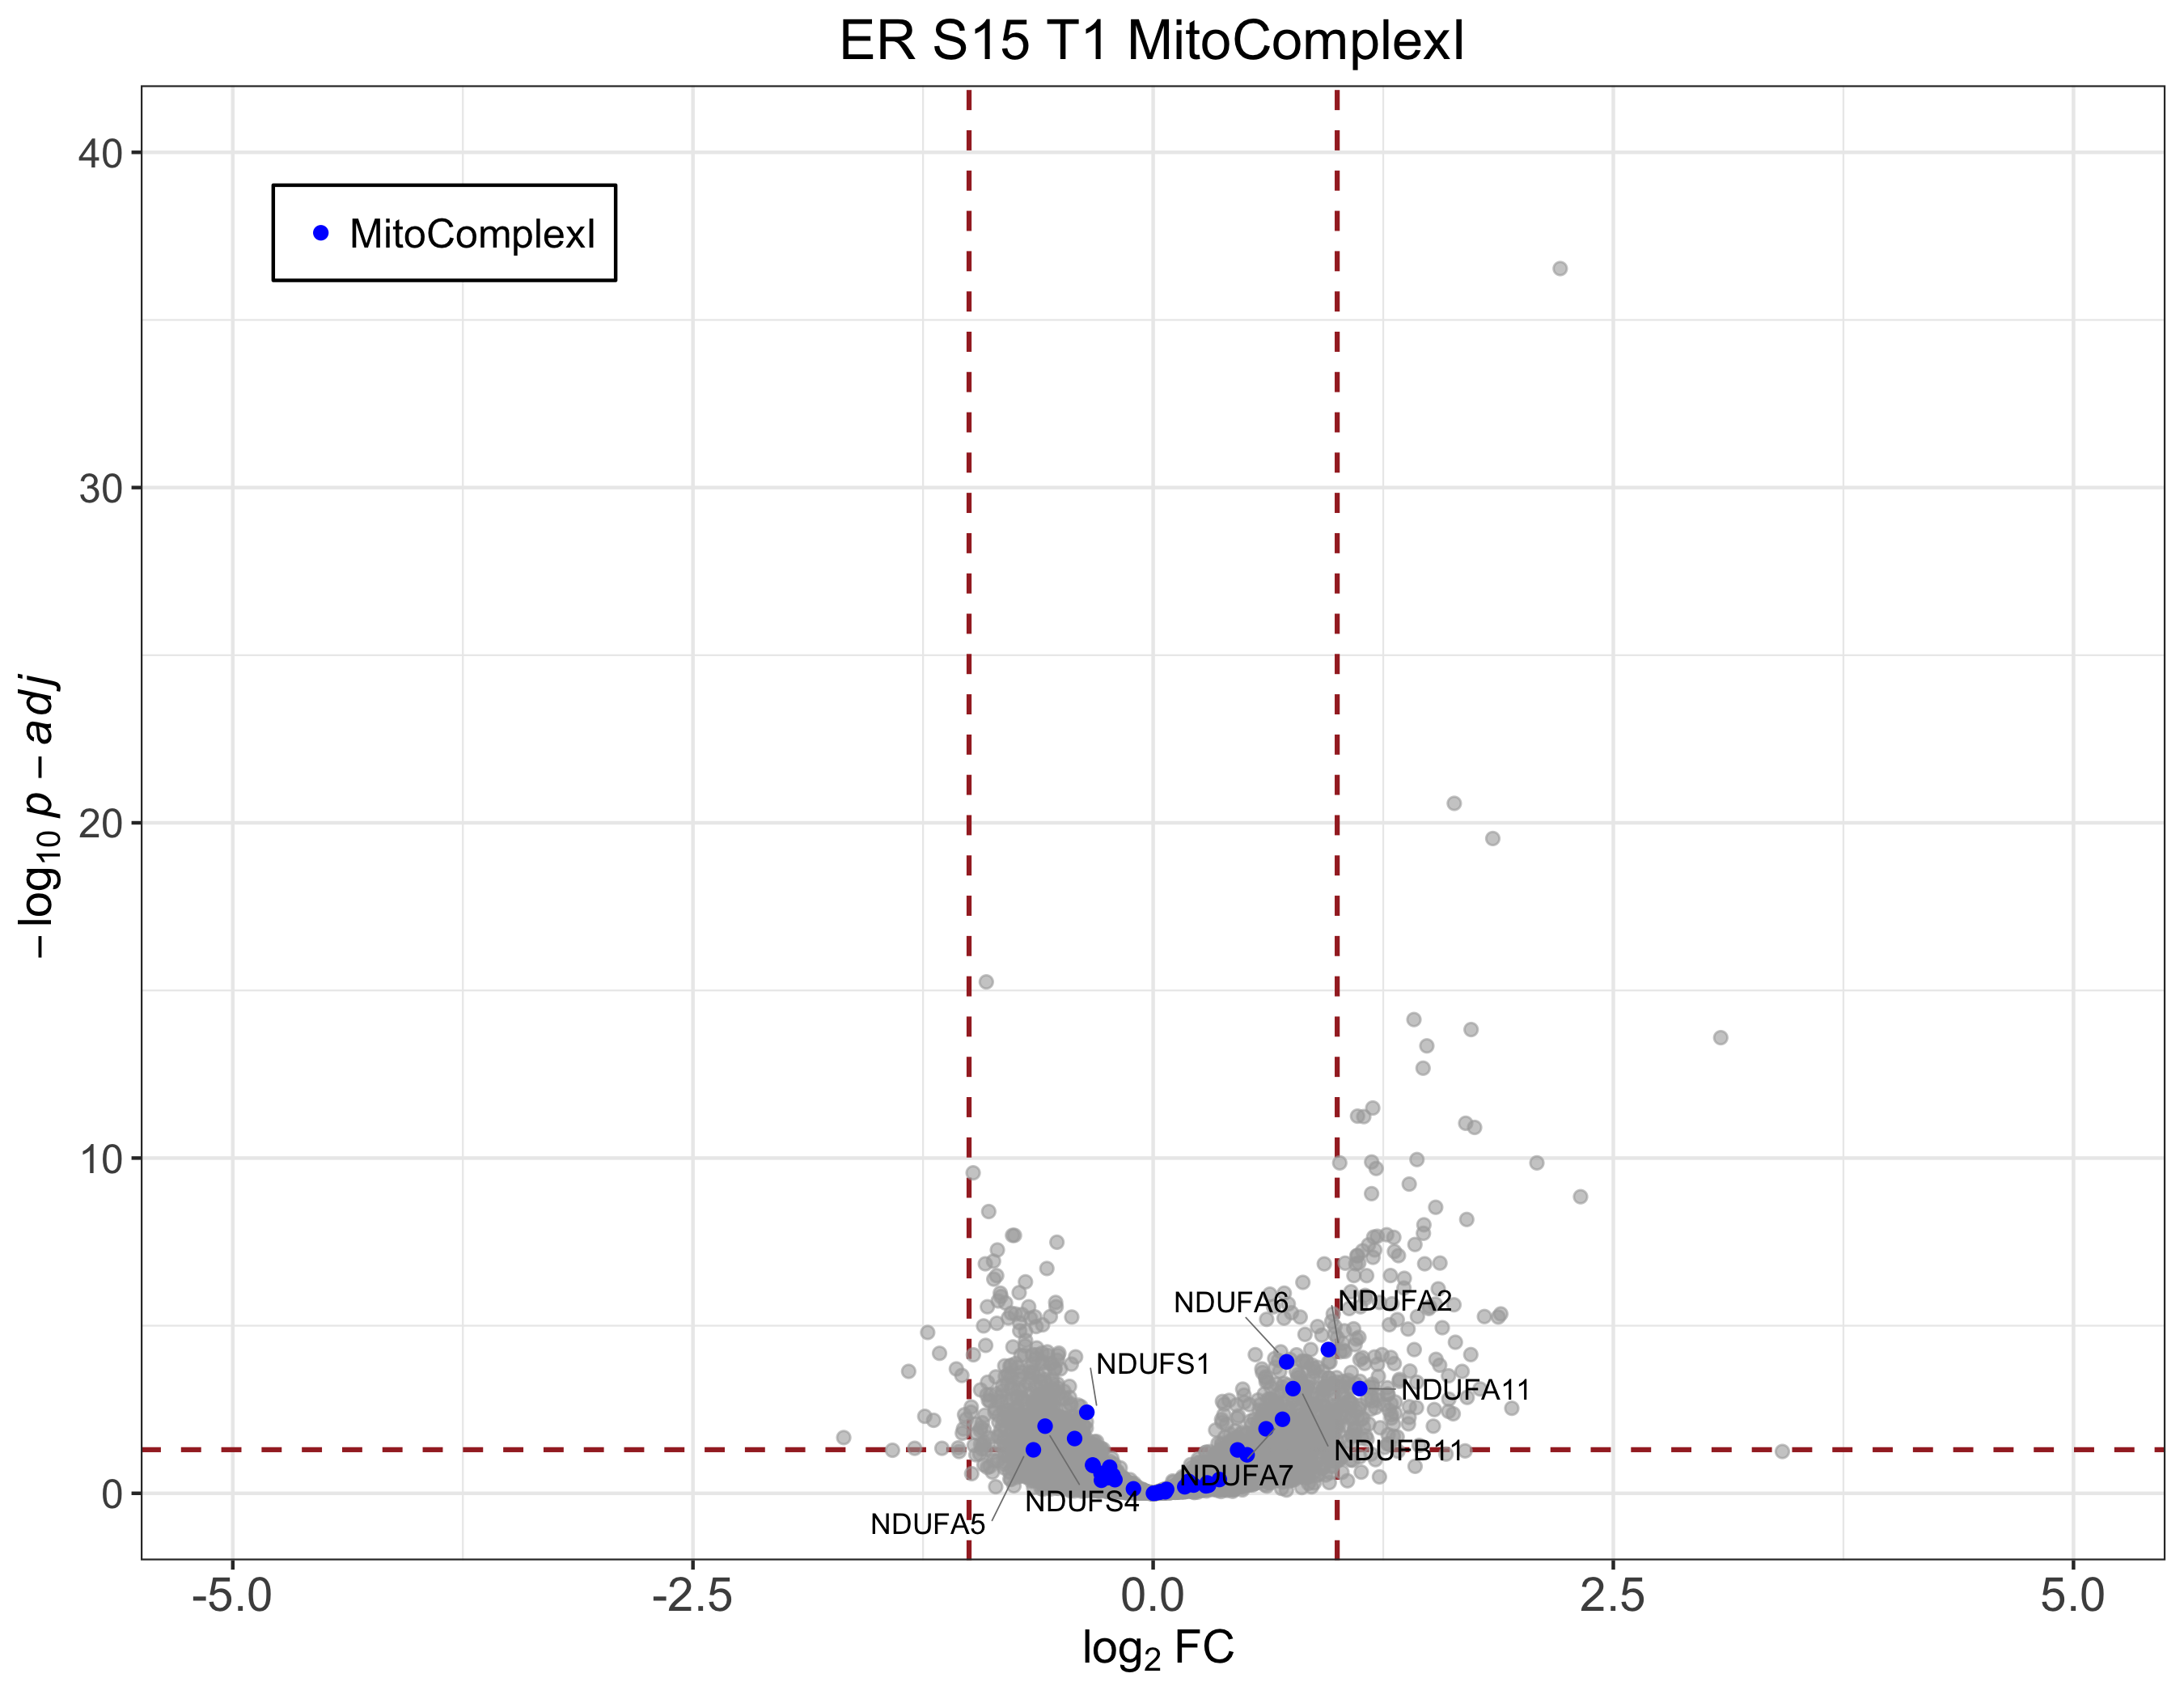 ER S15 T1 MitoComplexI
40
MitoComplexI
30
−log10 p − adj
20
10
NDUFA6
NDUFA2
NDUFS1
NDUFA11
NDUFB11
NDUFA7
0
NDUFS4
NDUFA5
-5.0
-2.5
0.0
2.5
5.0
log2 FC